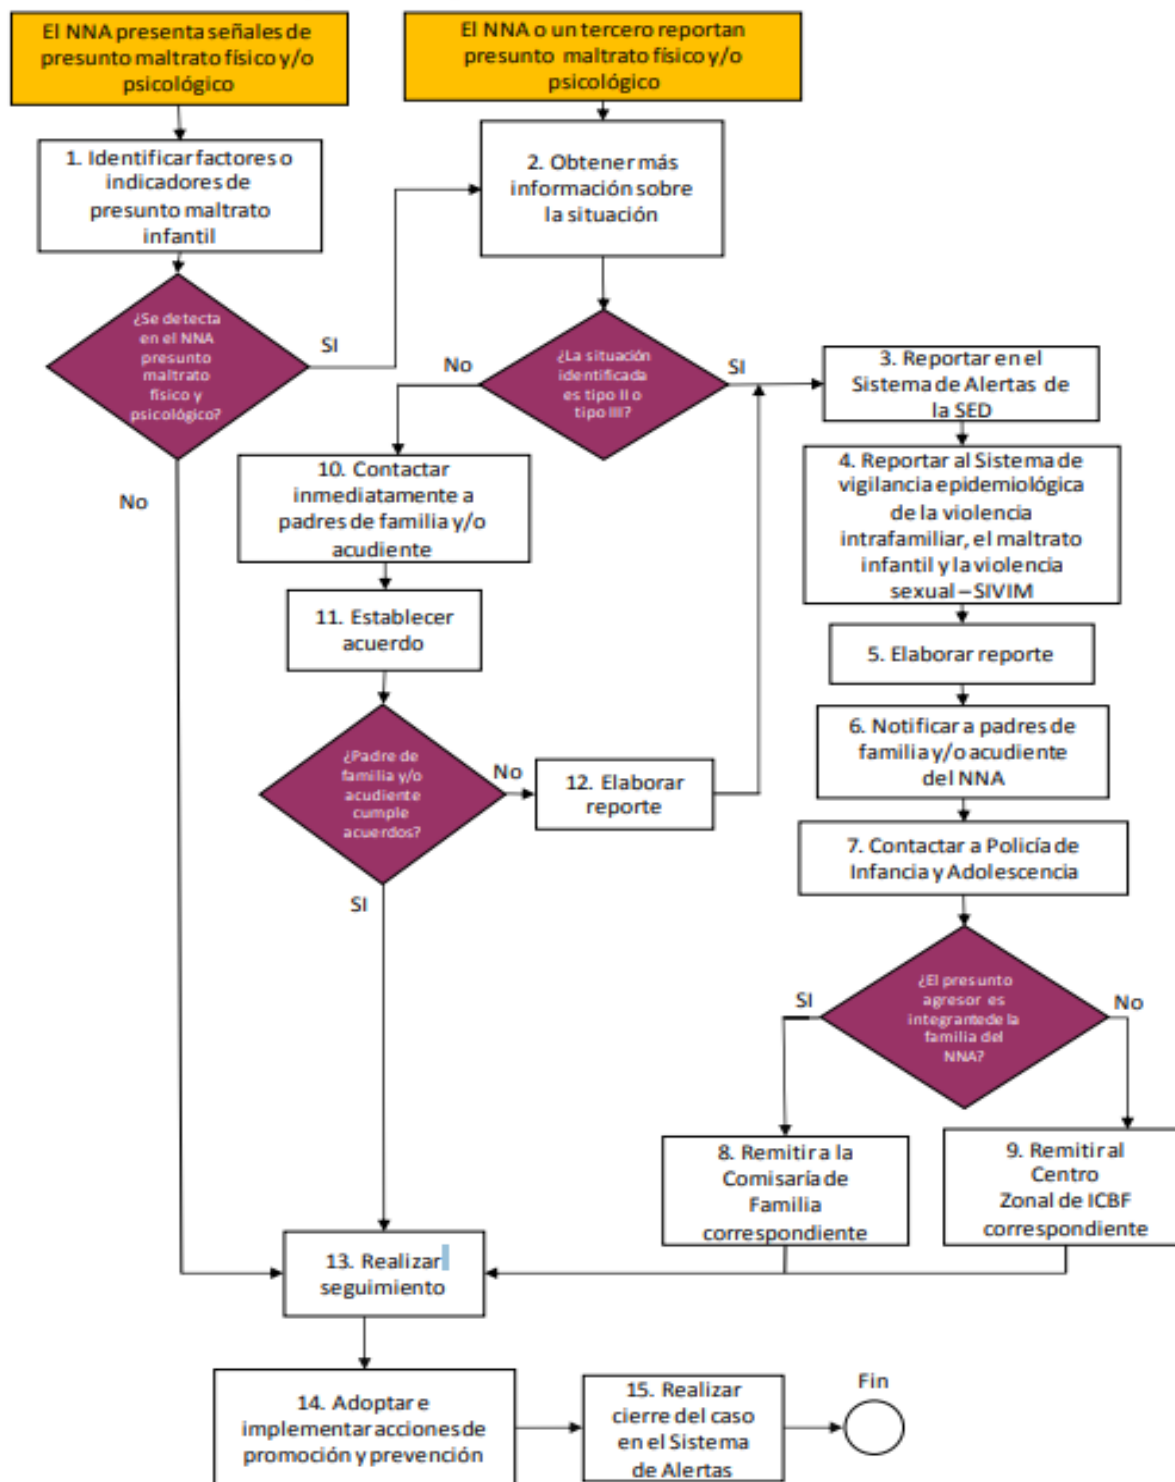 El NNA presenta señales de
presunto maltrato físico y/o
psicológico
El NNA o un tercero reportan
presunto maltrato físico y/o
psicológico
1. Identificar factores o
indicadores de
presunto maltrato
infantil
2. Obtener más
información sobre
la situación
¿Se detecta
en el NNA
presunto
maltrato
físico y
psicológico?
SI
No
¿La situación
identificada
es tipo II o
tipo III?
No
SI
3. Reportar en el
Sistema de Alertas de
la SED
4. Reportar al Sistema de
vigilancia epidemiológica
de la violencia
intrafamiliar, el maltrato
infantil y la violencia
sexual – SIVIM
5. Elaborar reporte
6. Notificar a padres de
familia y/o acudiente
del NNA
7. Contactar a Policía de
Infancia y Adolescencia
¿El presunto
agresor es
integrante de la
familia del
NNA?
SI
No
8. Remitir a la
Comisaría de
Familia
correspondiente
9. Remitir al
Centro
Zonal de ICBF
correspondiente
10. Contactar
inmediatamente a
padres de familia y/o
acudiente
11. Establecer
acuerdo
¿Padre de
familia y/o
acudiente
cumple
acuerdos?
No
SI
12. Elaborar
reporte
13. Realizar
seguimiento
14. Adoptar e
implementar acciones de
promoción y prevención
15. Realizar
cierre del caso
en el Sistema
de Alertas
Fin